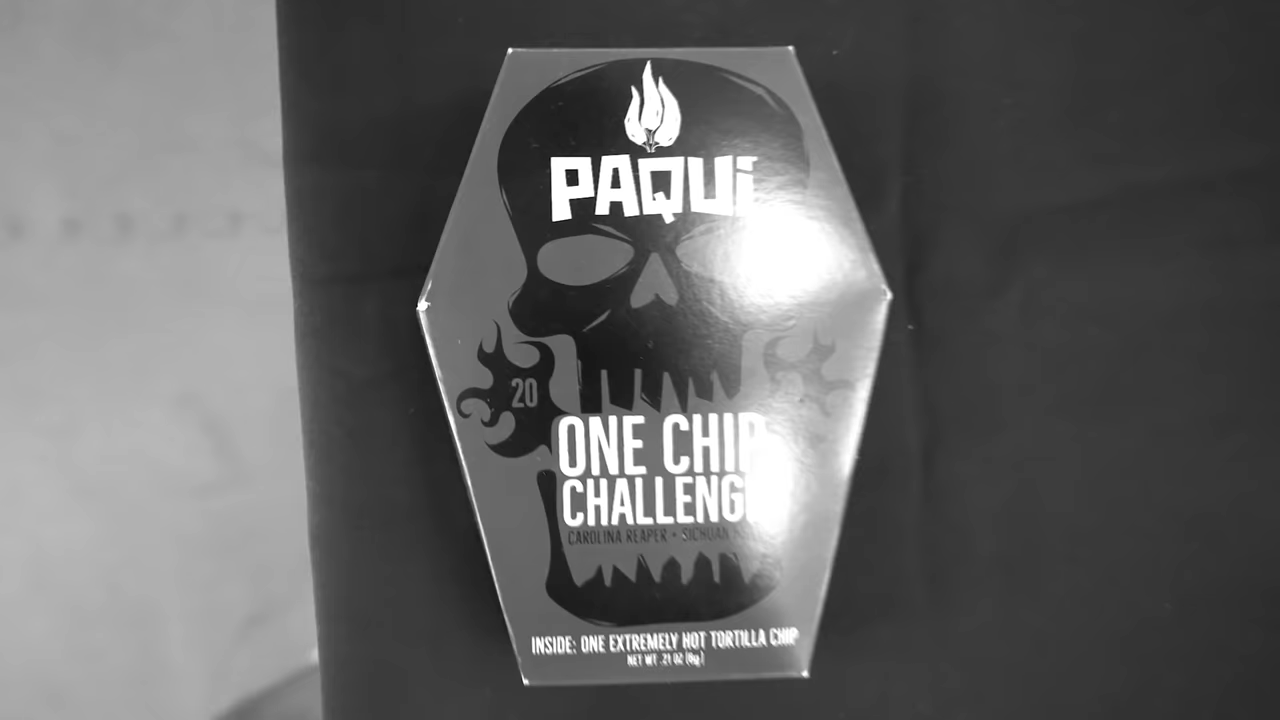 PAQUI
20
ONE CHIP
CHALLENGE
CAROLINA REAPER + SICHUAN
INSIDE: ONE EXTREMELY HOT TORTILLA CHIP
NET WT .21 OZ (6g)